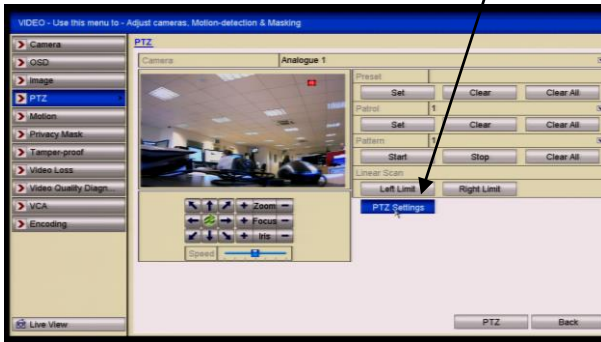 VIDEO - Use this menu to - Adjust cameras, Motion-detection & Masking
Camera
OSD
Image
PTZ
Motion
Privacy Mask
Tamper-proof
Video Loss
Video Quality Diagn...
VCA
Encoding
Live View
PTZ
Camera Analogue 1
Preset
Set Clear Clear All
Patrol 1
Set Clear Clear All
Pattern 1
Start Stop Clear All
Linear Scan
Left Limit Right Limit
PTZ Settings
+ Zoom -
+ Focus -
+ Iris -
Speed
PTZ Back